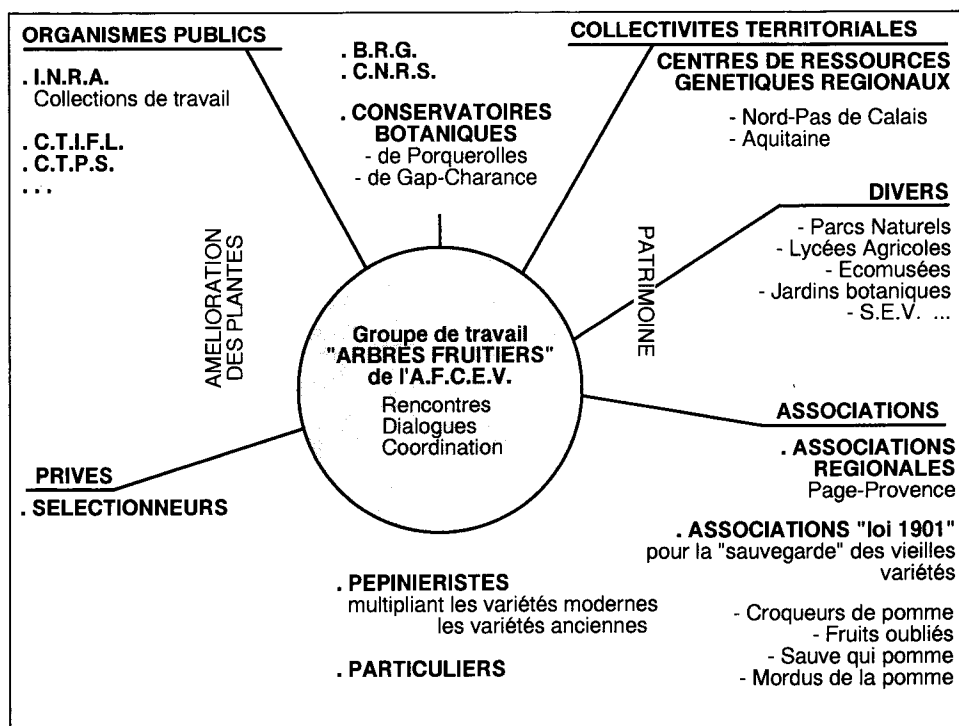 ORGANISMES PUBLICS
. I.N.R.A.
Collections de travail
. C.T.I.F.L.
. C.T.P.S.
. . .
. B.R.G.
. C.N.R.S.
. CONSERVATOIRES
BOTANIQUES
- de Porquerolles
- de Gap-Charance
COLLECTIVITES TERRITORIALES
CENTRES DE RESSOURCES
GENETIQUES REGIONAUX
- Nord-Pas de Calais
- Aquitaine
DIVERS
- Parcs Naturels
- Lycées Agricoles
- Ecomusées
- Jardins botaniques
- S.E.V. ...
AMELIORATION
DES PLANTES
PATRIMOINE
Groupe de travail
"ARBRES FRUITIERS"
de l'A.F.C.E.V.
Rencontres
Dialogues
Coordination
PRIVES
. SELECTIONNEURS
ASSOCIATIONS
. ASSOCIATIONS
REGIONALES
Page-Provence
. ASSOCIATIONS "loi 1901"
pour la "sauvegarde" des vieilles
variétés
- Croqueurs de pomme
- Fruits oubliés
- Sauve qui pomme
- Mordus de la pomme
. PEPINIERISTES
multipliant les variétés modernes
les variétés anciennes
. PARTICULIERS